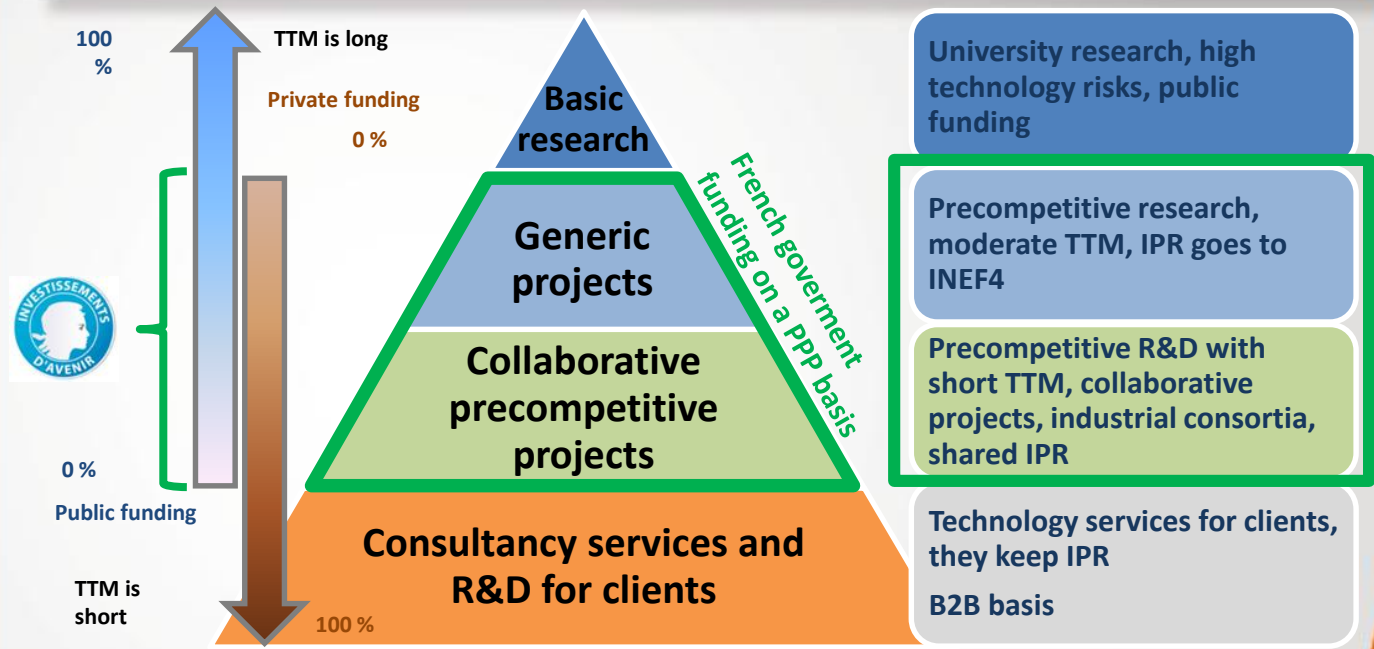 100
%
TTM is long
Private funding
0 %
INVESTISSEMENTS
D'AVENIR
0 %
Public funding
TTM is
short
100 %
Basic
research
Generic
projects
Collaborative
precompetitive
projects
Consultancy services and
R&D for clients
French goverment
funding on a PPP basis
University research, high
technology risks, public
funding
Precompetitive research,
moderate TTM, IPR goes to
INEF4
Precompetitive R&D with
short TTM, collaborative
projects, industrial consortia,
shared IPR
Technology services for clients,
they keep IPR
B2B basis